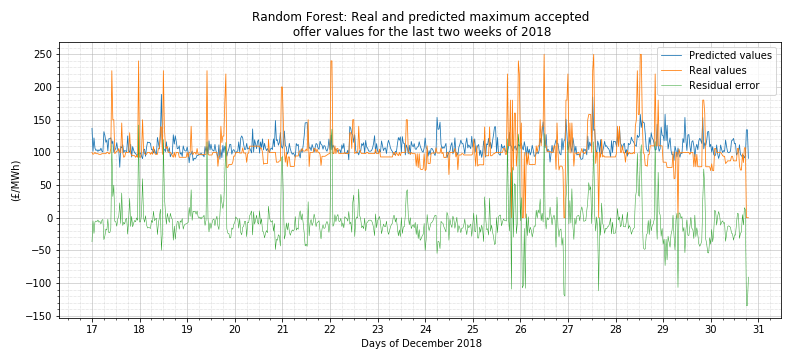 Random Forest: Real and predicted maximum accepted
offer values for the last two weeks of 2018
Predicted values
Real values
Residual error
(£/MWh)
250
200
150
100
50
0
−50
−100
−150
17 18 19 20 21 22 23 24 25 26 27 28 29 30 31
Days of December 2018